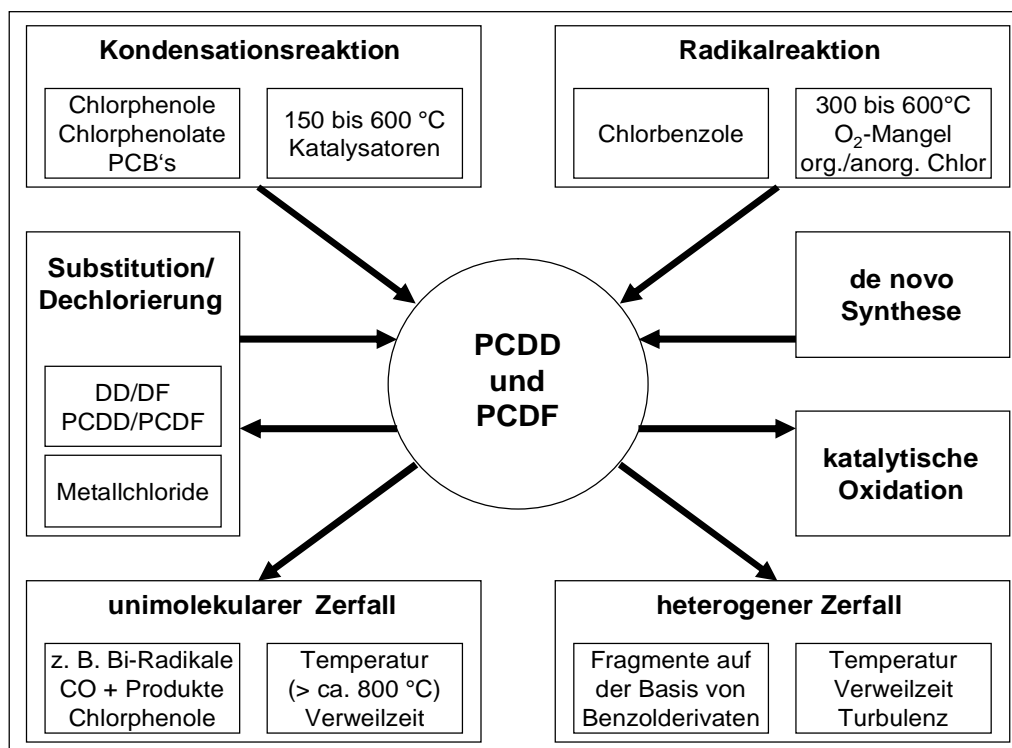 Kondensationsreaktion
Chlorphenole
Chlorphenolate
PCB‘s
150 bis 600 °C
Katalysatoren
Radikalreaktion
Chlorbenzole
300 bis 600°C
O₂-Mangel
org./anorg. Chlor
Substitution/
Dechlorierung
DD/DF
PCDD/PCDF
Metallchloride
PCDD
und
PCDF
de novo
Synthese
katalytische
Oxidation
unimolekularer Zerfall
z. B. Bi-Radikale
CO + Produkte
Chlorphenole
Temperatur
(> ca. 800 °C)
Verweilzeit
heterogener Zerfall
Fragmente auf
der Basis von
Benzolderivaten
Temperatur
Verweilzeit
Turbulenz